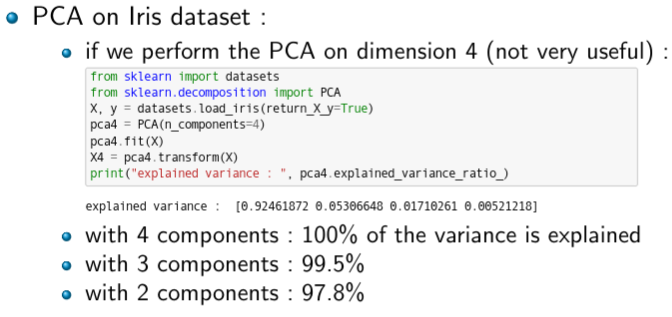 PCA on Iris dataset :
if we perform the PCA on dimension 4 (not very useful) :
from sklearn import datasets
from sklearn.decomposition import PCA
X, y = datasets.load_iris(return_X_y=True)
pca4 = PCA(n_components=4)
pca4.fit(X)
X4 = pca4.transform(X)
print("explained variance : ", pca4.explained_variance_ratio_)
explained variance :  [0.92461872 0.05306648 0.01710261 0.00521218]
with 4 components : 100% of the variance is explained
with 3 components : 99.5%
with 2 components : 97.8%